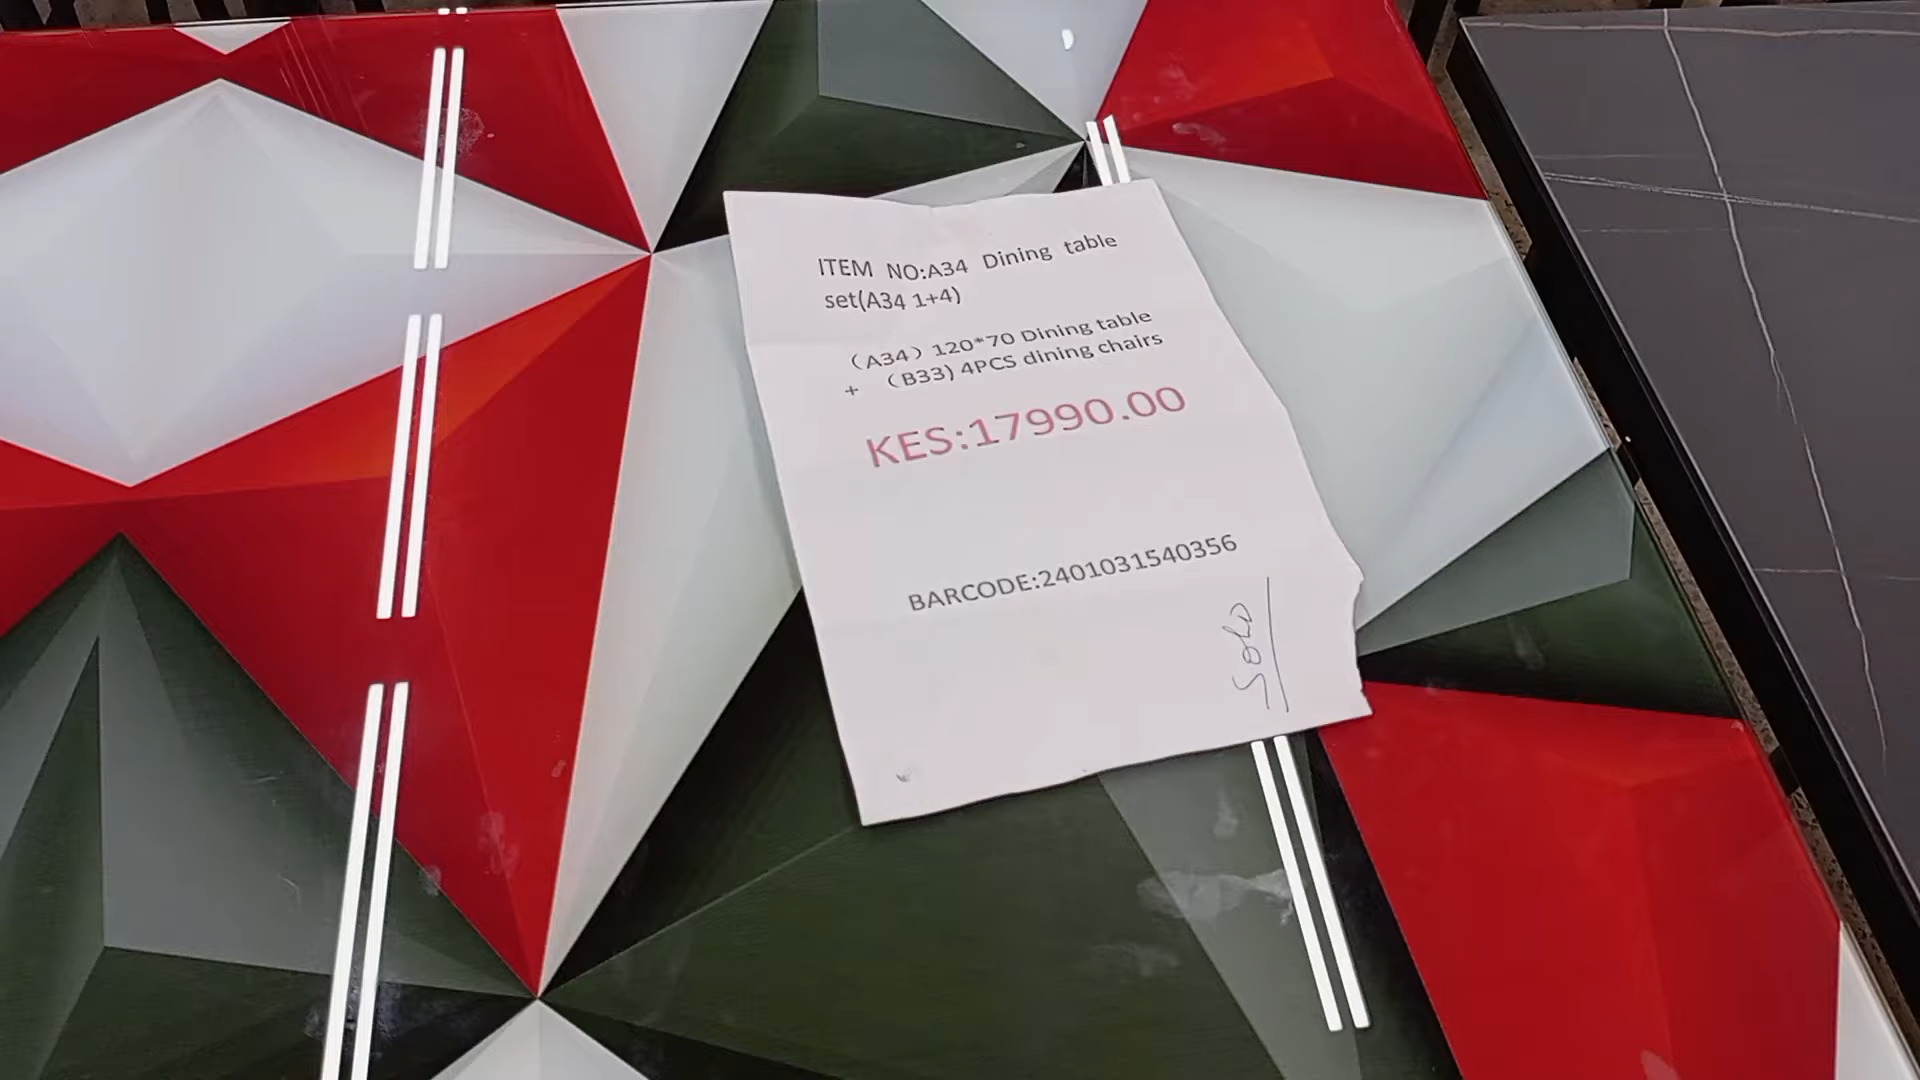 ITEM NO:A34 Dining table
set(A34 1+4)
（A34）120*70 Dining table
+ （B33) 4PCS dining chairs
KES:17990.00
BARCODE:2401031540356
SOLD